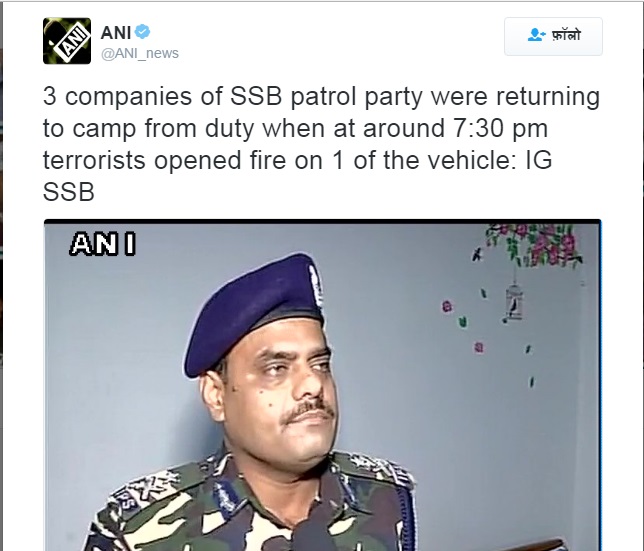 ANI
@ANI_news
फ़ॉलो
3 companies of SSB patrol party were returning
to camp from duty when at around 7:30 pm
terrorists opened fire on 1 of the vehicle: IG
SSB
ANI